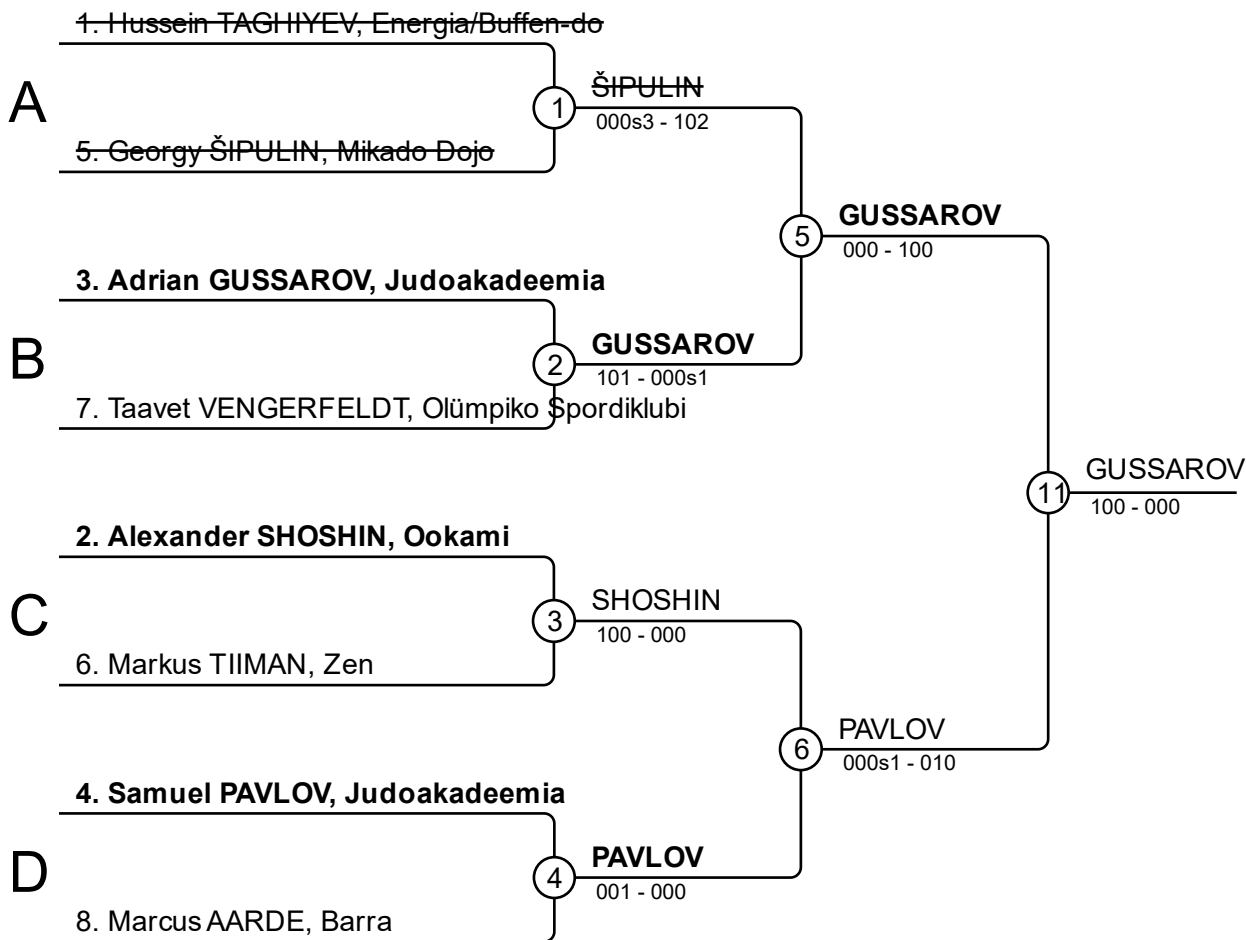 1. Hussein TAGHIYEV, Energia/Buffen-do
A
1
ŠIPULIN
000s3 - 102
5. Georgy ŠIPULIN, Mikado Dojo
5
GUSSAROV
000 - 100
3. Adrian GUSSAROV, Judoakadeemia
B
2
GUSSAROV
101 - 000s1
7. Taavet VENGERFELDT, Olümpiko Spordiklubi
11
GUSSAROV
100 - 000
2. Alexander SHOSHIN, Ookami
C
3
SHOSHIN
100 - 000
6. Markus TIIMAN, Zen
6
PAVLOV
000s1 - 010
4. Samuel PAVLOV, Judoakadeemia
D
4
PAVLOV
001 - 000
8. Marcus AARDE, Barra